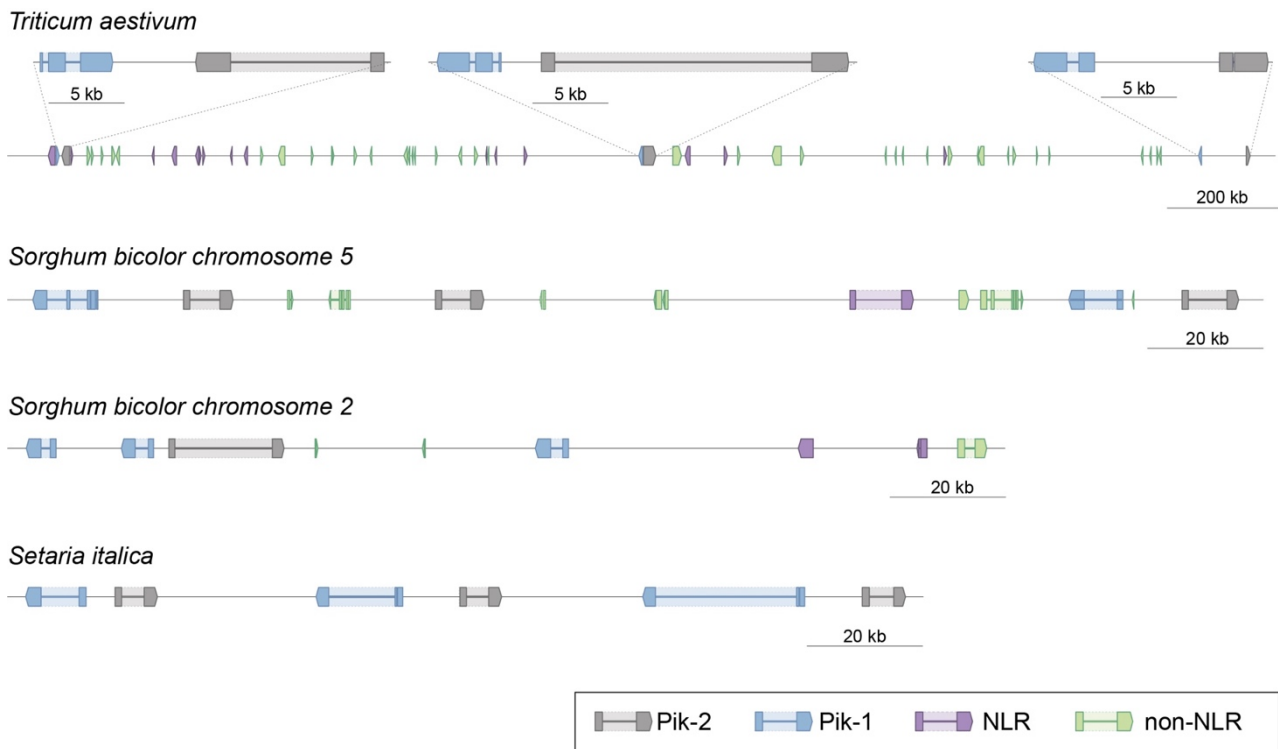 Triticum aestivum
5 kb
5 kb
5 kb
200 kb
Sorghum bicolor chromosome 5
20 kb
Sorghum bicolor chromosome 2
20 kb
Setaria italica
20 kb
Pik-2 Pik-1 NLR non-NLR